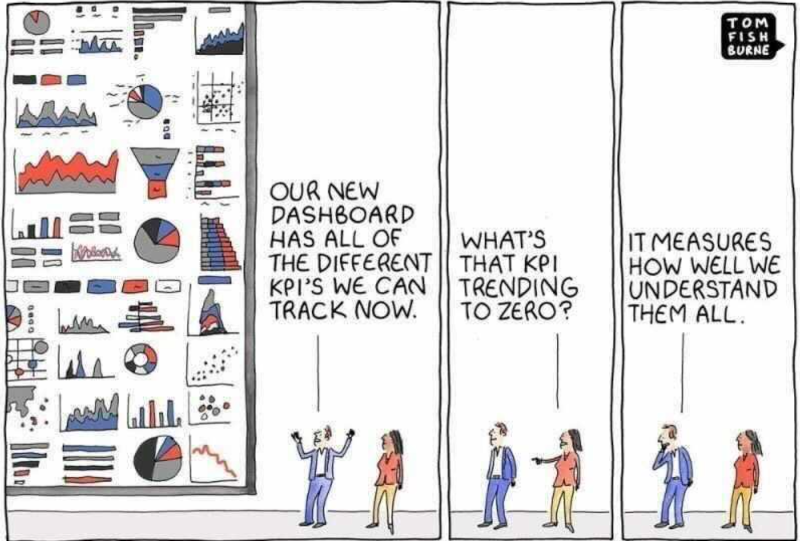 OUR NEW
DASHBOARD
HAS ALL OF
THE DIFFERENT
KPI'S WE CAN
TRACK NOW.
WHAT'S
THAT KPI
TRENDING
TO ZERO?
IT MEASURES
HOW WELL WE
UNDERSTAND
THEM ALL.
TOM
FISH
BURNE